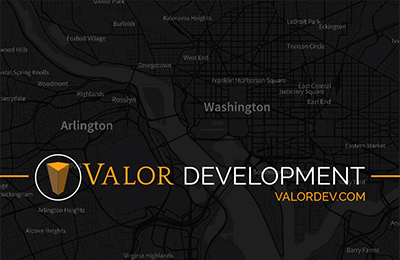 Glover Park
Kalorama Heights
LeDroit Park
Burleith
Eckington
Foxhall Village
Truxton Circle
West End
Georgetown
Potomac Overlook
Franklin McPherson Square
Woodmont
East Central
Judiciary Square
Highlands
Rosslyn
East End
Washington
Arlington
Eastern Market
VALOR DEVELOPMENT
VALORDEV.COM
Arlington Heights
Alcova Heights
Barry Farms
Virginia Highlands